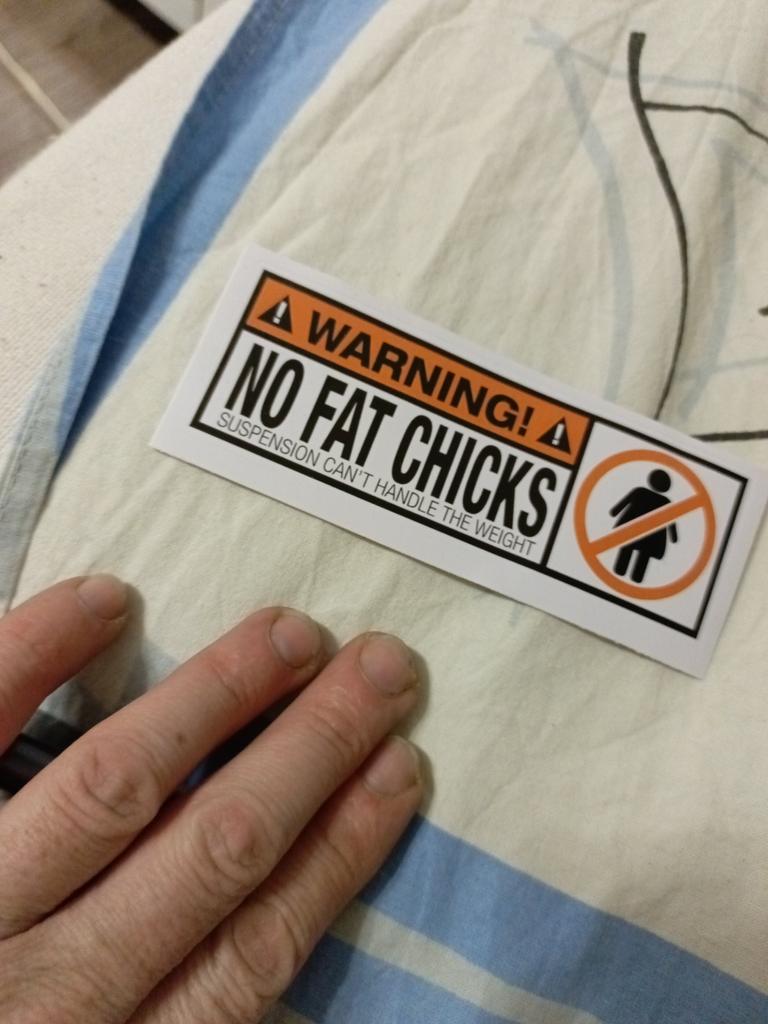 WARNING!
NO FAT CHICKS
SUSPENSION CAN'T HANDLE THE WEIGHT